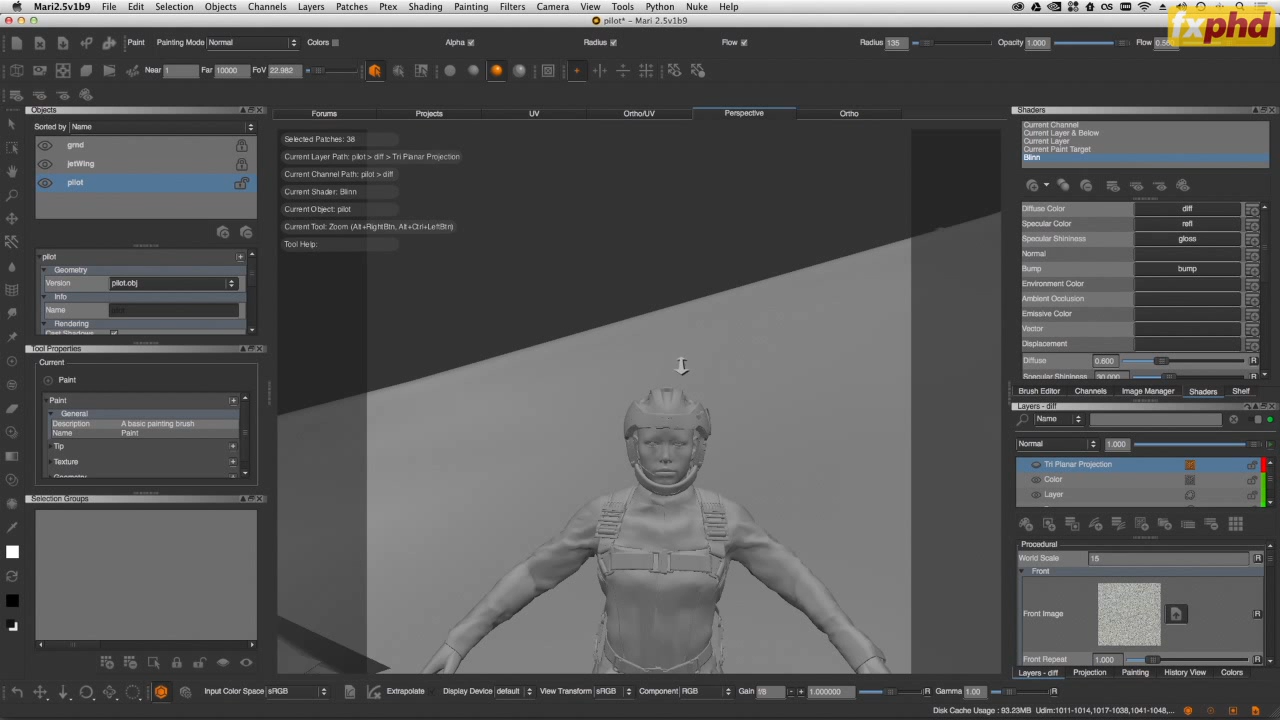 Mari2.5v1b9 File Edit Selection Objects Channels Layers Patches Ptex Shading Painting Filters Camera View Tools Python Nuke Help
pilot* - Mari 2.5v1b9
fxphd
Paint Painting Mode Normal Colors Alpha Radius Flow Radius 135 Opacity 1.000 Flow
Near 1 Far 10000 FoV 22.982
Objects
Sorted by Name
grnd
jetWing
pilot
pilot
Geometry
Version pilot.obj
Info
Name pilot
Rendering
Cast Shadows
Tool Properties
Current
Paint
Paint
General
Description A basic painting brush
Name Paint
Tip
Texture
Geometry
Selection Groups
Forums Projects UV Ortho/UV Perspective Ortho
Selected Patches: 38
Current Layer Path: pilot > diff > Tri Planar Projection
Current Channel Path: pilot > diff
Current Shader: Blinn
Current Object: pilot
Current Tool: Zoom (Alt+RightBtn, Alt+Ctrl+LeftBtn)
Tool Help:
Shaders
Current Channel
Current Layer & Below
Current Layer
Current Paint Target
Blinn
Diffuse Color diff
Specular Color refl
Specular Shininess gloss
Normal
Bump bump
Environment Color
Ambient Occlusion
Emissive Color
Vector
Displacement
Diffuse 0.600 R
Specular Shininess 30.000
Brush Editor Channels Image Manager Shaders Shelf
Layers - diff
Name
Normal 1.000
Tri Planar Projection
Color
Layer
Procedural
World Scale 15 R
Front
Front Image R
Front Repeat 1.000 R
Layers - diff Projection Painting History View Colors
Input Color Space sRGB Extrapolate Display Device default View Transform sRGB Component RGB Gain f/8 1.000000 R Gamma 1.00 R
Disk Cache Usage : 93.23MB Udim:1011-1014,1017-1038,1041-1048,...